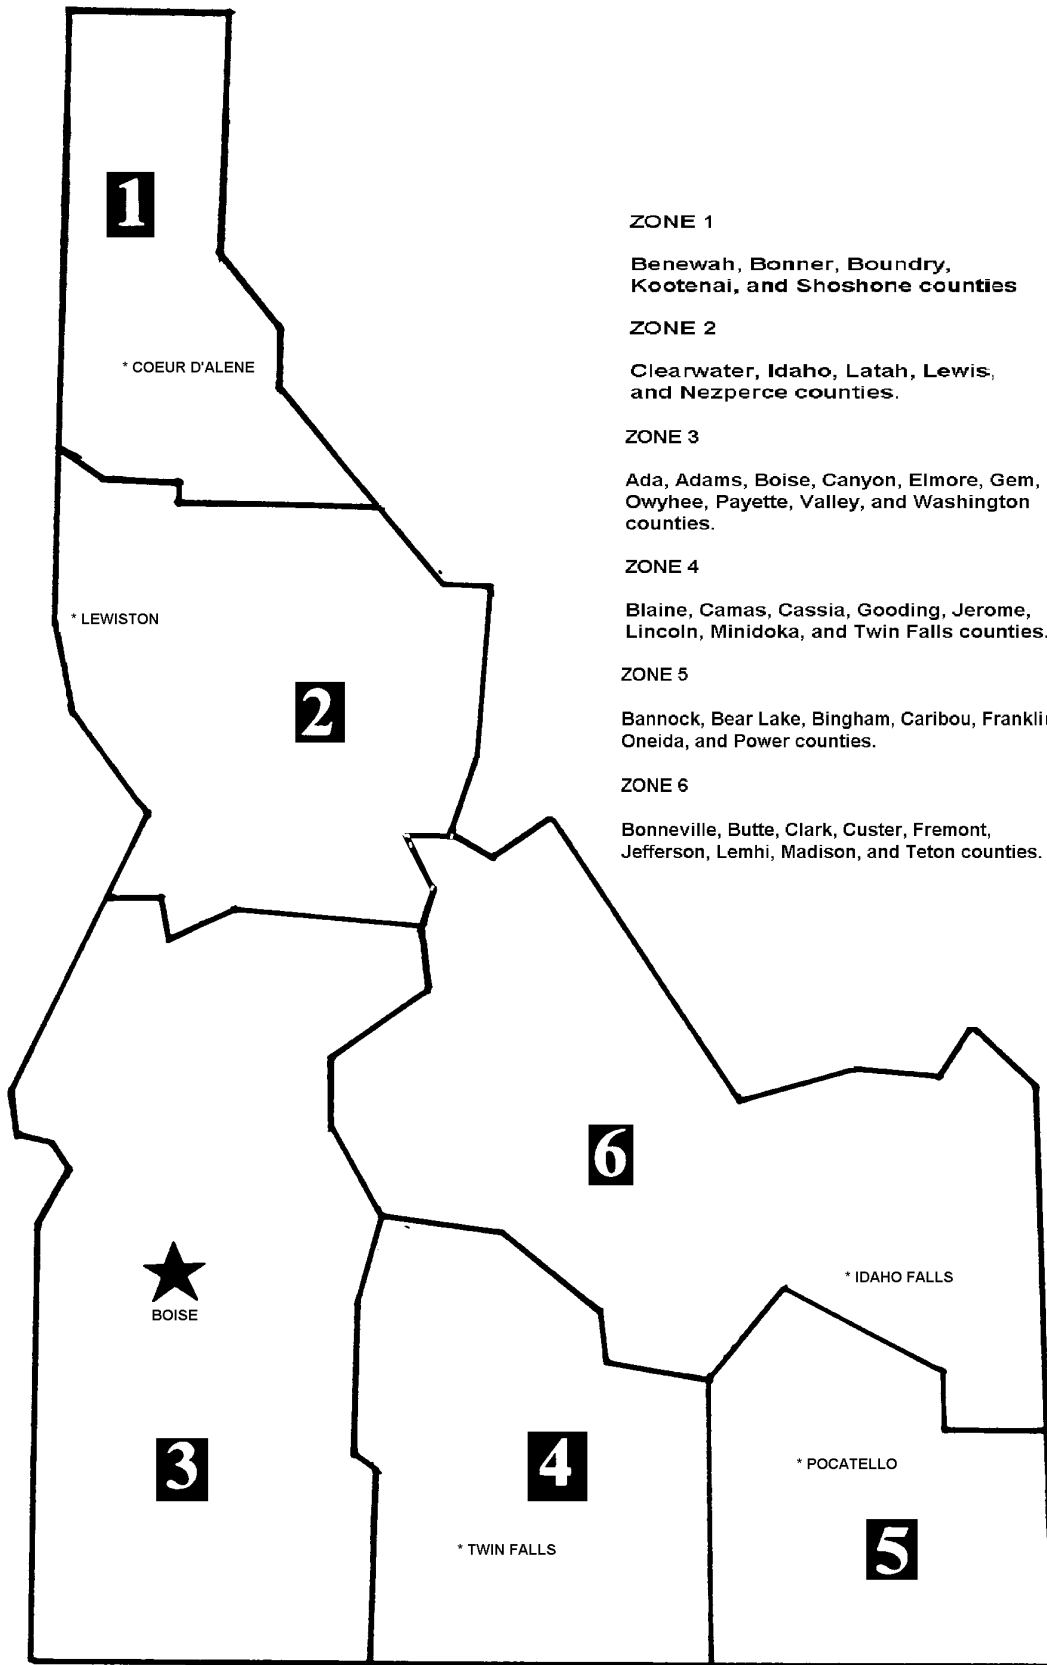 1
ZONE 1
Benewah, Bonner, Boundry,
Kootenai, and Shoshone counties
ZONE 2
* COEUR D'ALENE
Clearwater, Idaho, Latah, Lewis,
and Nezperce counties.
ZONE 3
Ada, Adams, Boise, Canyon, Elmore, Gem,
Owyhee, Payette, Valley, and Washington
counties.
ZONE 4
* LEWISTON
Blaine, Camas, Cassia, Gooding, Jerome,
Lincoln, Minidoka, and Twin Falls counties.
ZONE 5
2
Bannock, Bear Lake, Bingham, Caribou, Franklin
Oneida, and Power counties.
ZONE 6
Bonneville, Butte, Clark, Custer, Fremont,
Jefferson, Lemhi, Madison, and Teton counties.
6
* IDAHO FALLS
BOISE
3
4
* POCATELLO
* TWIN FALLS
5